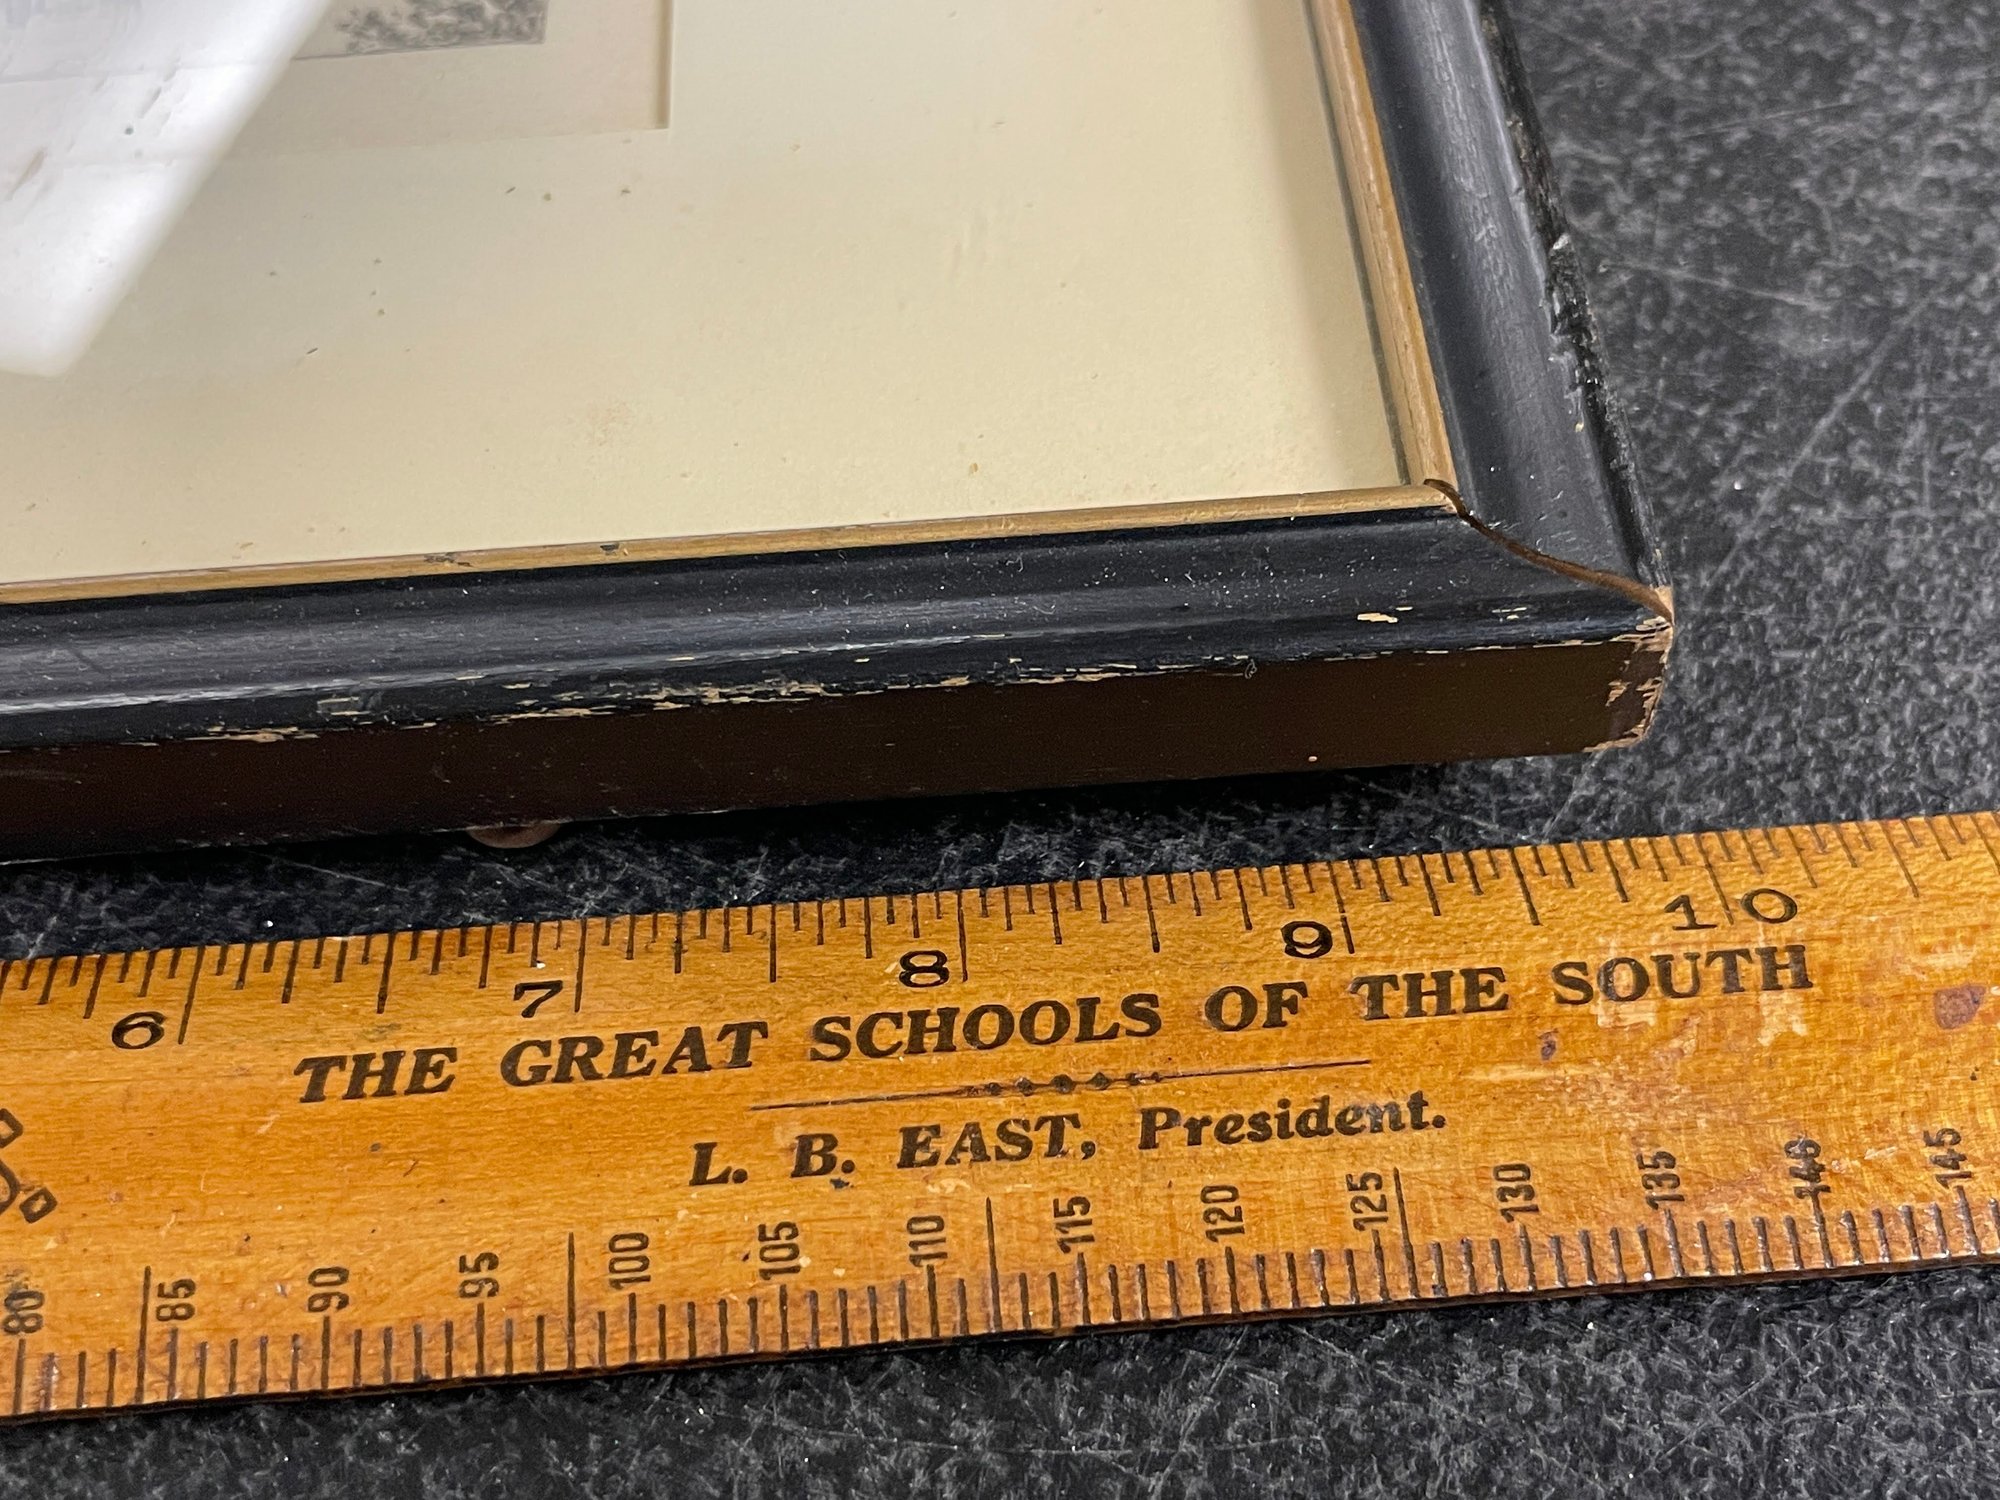 6 7 8 9 10
THE GREAT SCHOOLS OF THE SOUTH
L. B. EAST, President.
80 85 90 95 100 105 110 115 120 125 130 135 140 145